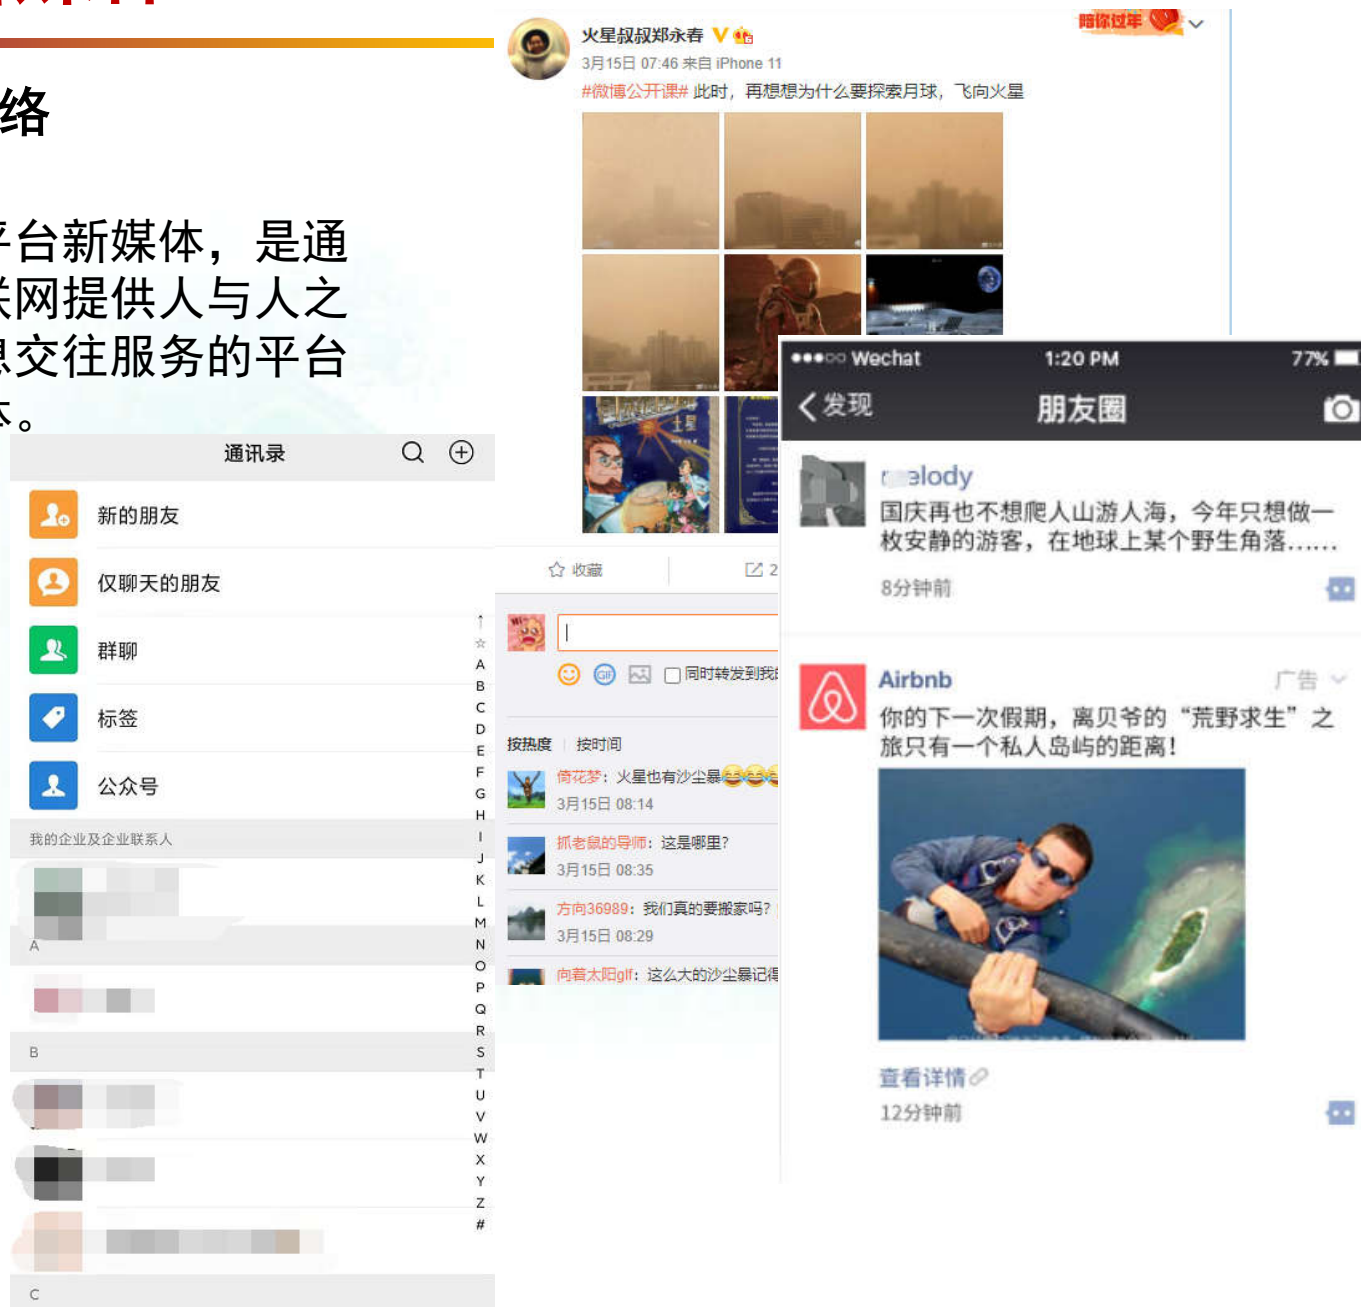 络
平台新媒体，是通
联网提供人与人之
息交往服务的平台
体。
火星叔叔郑永春
陪你过年
3月15日 07:46 来自 iPhone 11
#微博公开课# 此时，再想想为什么要探索月球，飞向火星
土星
收藏
2
同时转发到我的
按热度 按时间
倚花梦：火星也有沙尘暴
3月15日 08:14
抓老鼠的导师：这是哪里？
3月15日 08:35
方向36989：我们真的要搬家吗？
3月15日 08:29
向着太阳glf：这么大的沙尘暴记得
通讯录
新的朋友
仅聊天的朋友
群聊
标签
公众号
我的企业及企业联系人
A
B
C
↑
☆
A
B
C
D
E
F
G
H
I
J
K
L
M
N
O
P
Q
R
S
T
U
V
W
X
Y
Z
#
Wechat 1:20 PM 77%
发现 朋友圈
elody
国庆再也不想爬人山游人海，今年只想做一
枚安静的游客，在地球上某个野生角落……
8分钟前
Airbnb 广告
你的下一次假期，离贝爷的“荒野求生”之
旅只有一个私人岛屿的距离！
查看详情
12分钟前